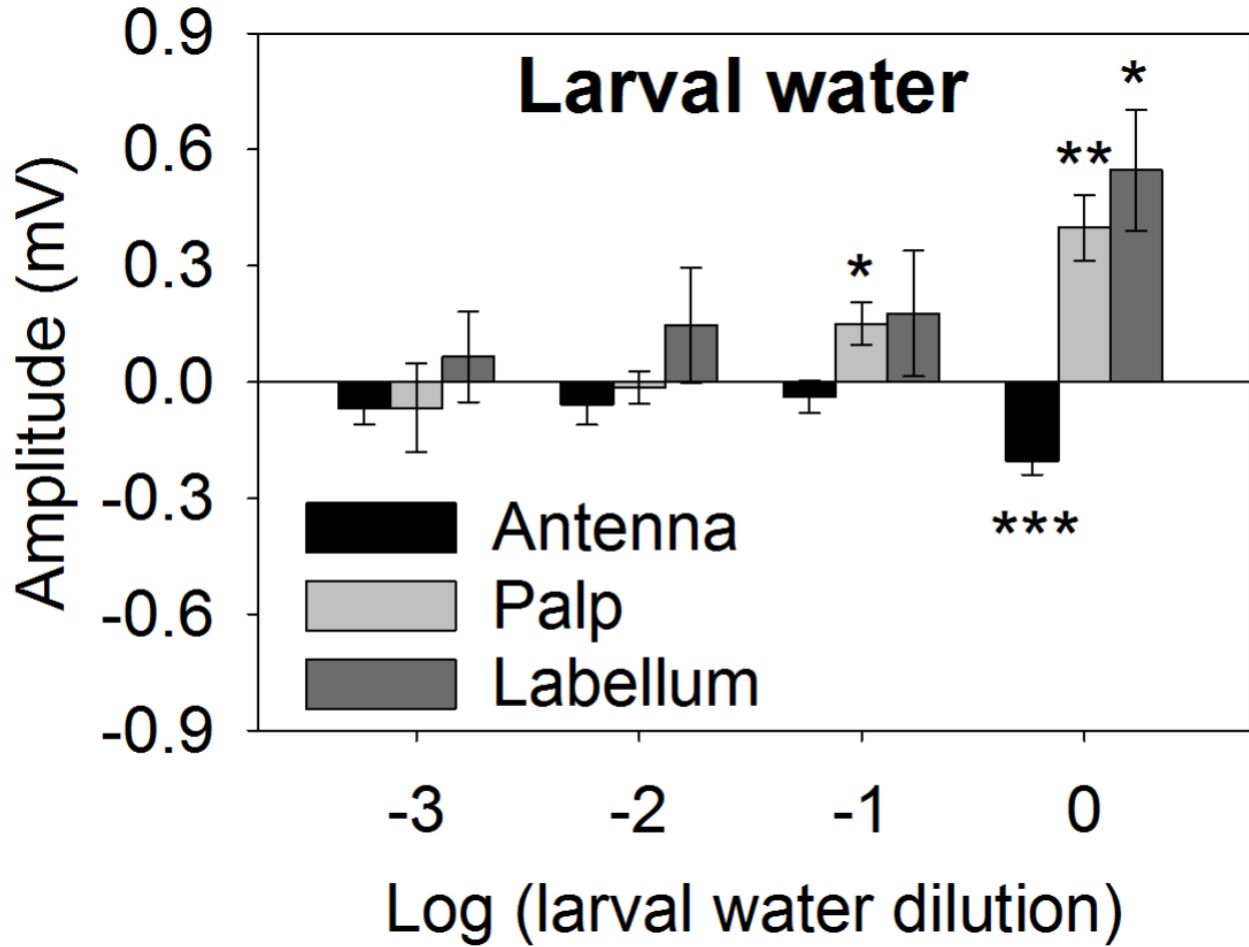 Larval water
0.9
0.6
0.3
0.0
-0.3
-0.6
-0.9
Amplitude (mV)
*
**
*
***
Antenna
Palp
Labellum
-3 -2 -1 0
Log (larval water dilution)